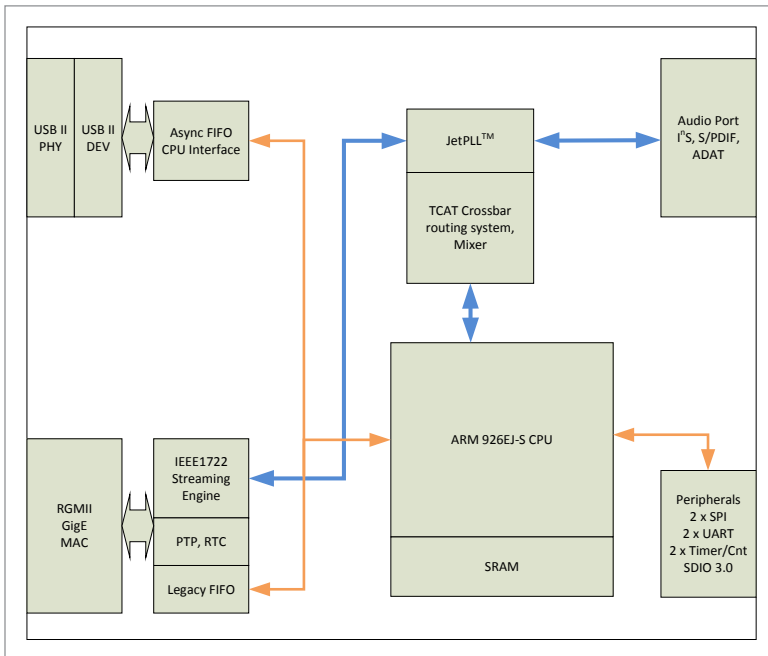 USB II
PHY
USB II
DEV
Async FIFO
CPU Interface
JetPLL™
TCAT Crossbar
routing system,
Mixer
Audio Port
IⁿS, S/PDIF,
ADAT
RGMII
GigE
MAC
IEEE1722
Streaming
Engine
PTP, RTC
Legacy FIFO
ARM 926EJ-S CPU
SRAM
Peripherals
2 x SPI
2 x UART
2 x Timer/Cnt
SDIO 3.0